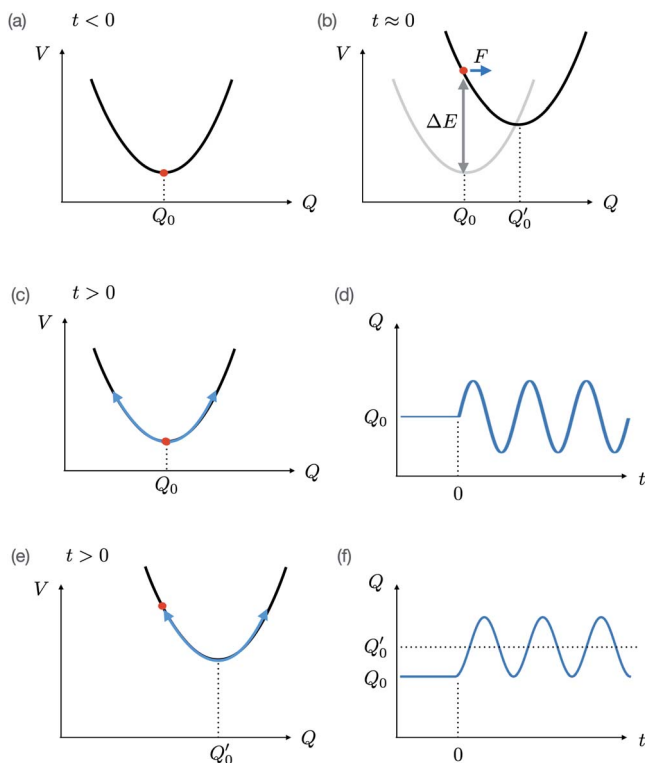 (a) t < 0
V
Q₀ Q
(b) t ≈ 0
V
F
ΔE
Q₀ Q′₀ Q
(c) t > 0
V
Q₀ Q
(d)
Q
Q₀
0 t
(e) t > 0
V
Q′₀ Q
(f)
Q
Q′₀
Q₀
0 t